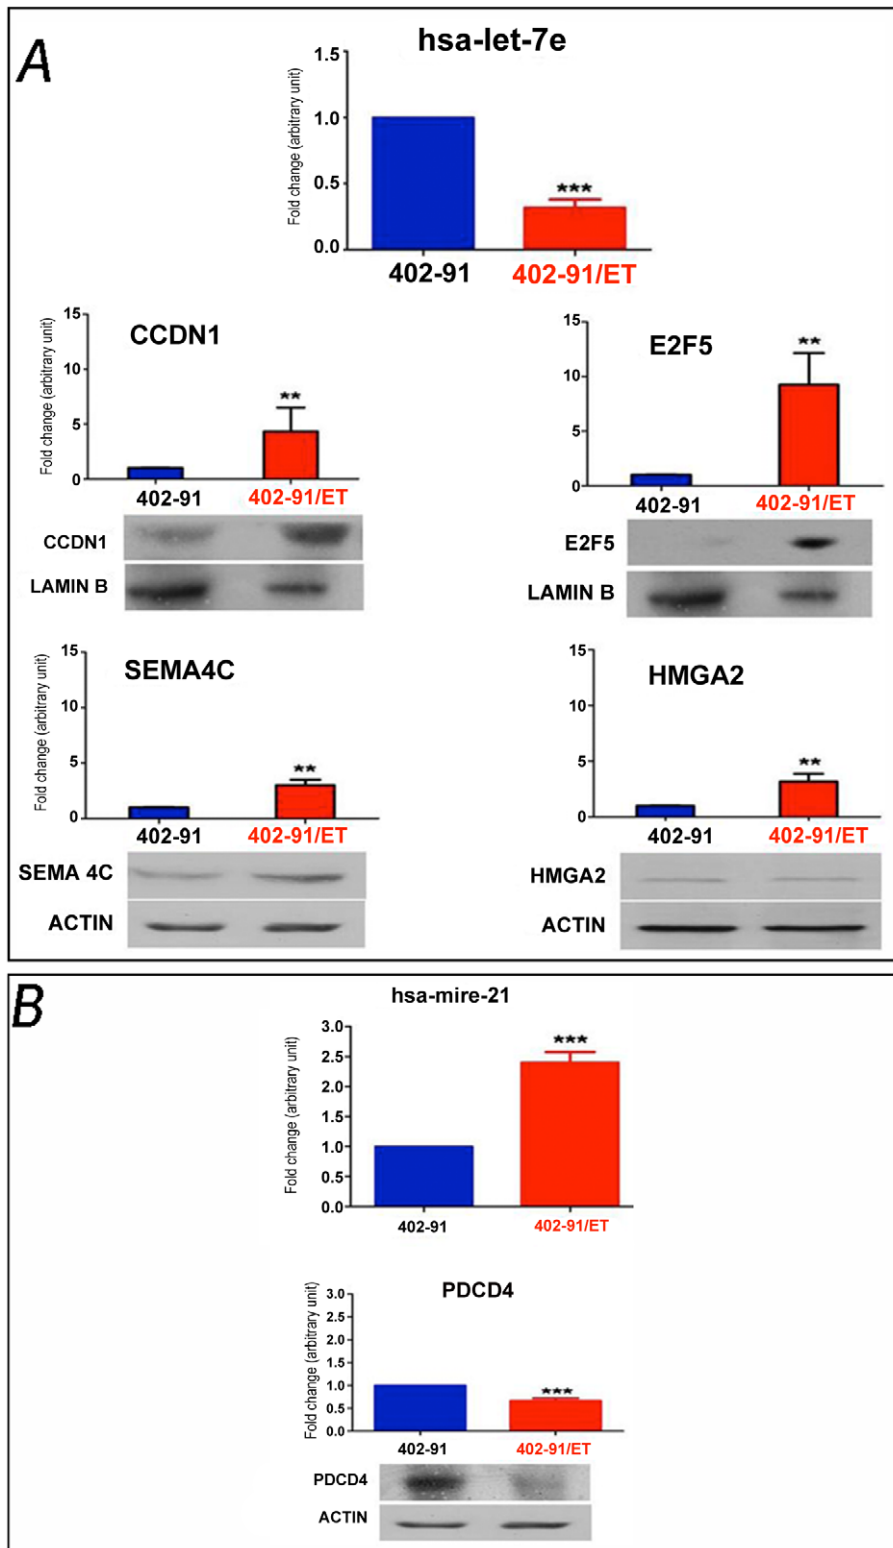 A
hsa-let-7e
Fold change (arbitrary unit)
1.5
1.0
0.5
0.0
***
402-91
402-91/ET
CCDN1
Fold change (arbitrary unit)
15
10
5
0
**
402-91
402-91/ET
CCDN1
LAMIN B
E2F5
15
10
5
0
**
402-91
402-91/ET
E2F5
LAMIN B
SEMA4C
Fold change (arbitrary unit)
15
10
5
0
**
402-91
402-91/ET
SEMA 4C
ACTIN
HMGA2
15
10
5
0
**
402-91
402-91/ET
HMGA2
ACTIN
B
hsa-mire-21
Fold change (arbitrary unit)
3.0
2.5
2.0
1.5
1.0
0.5
0.0
***
402-91
402-91/ET
PDCD4
Fold change (arbitrary unit)
3.0
2.5
2.0
1.5
1.0
0.5
0.0
***
402-91
402-91/ET
PDCD4
ACTIN